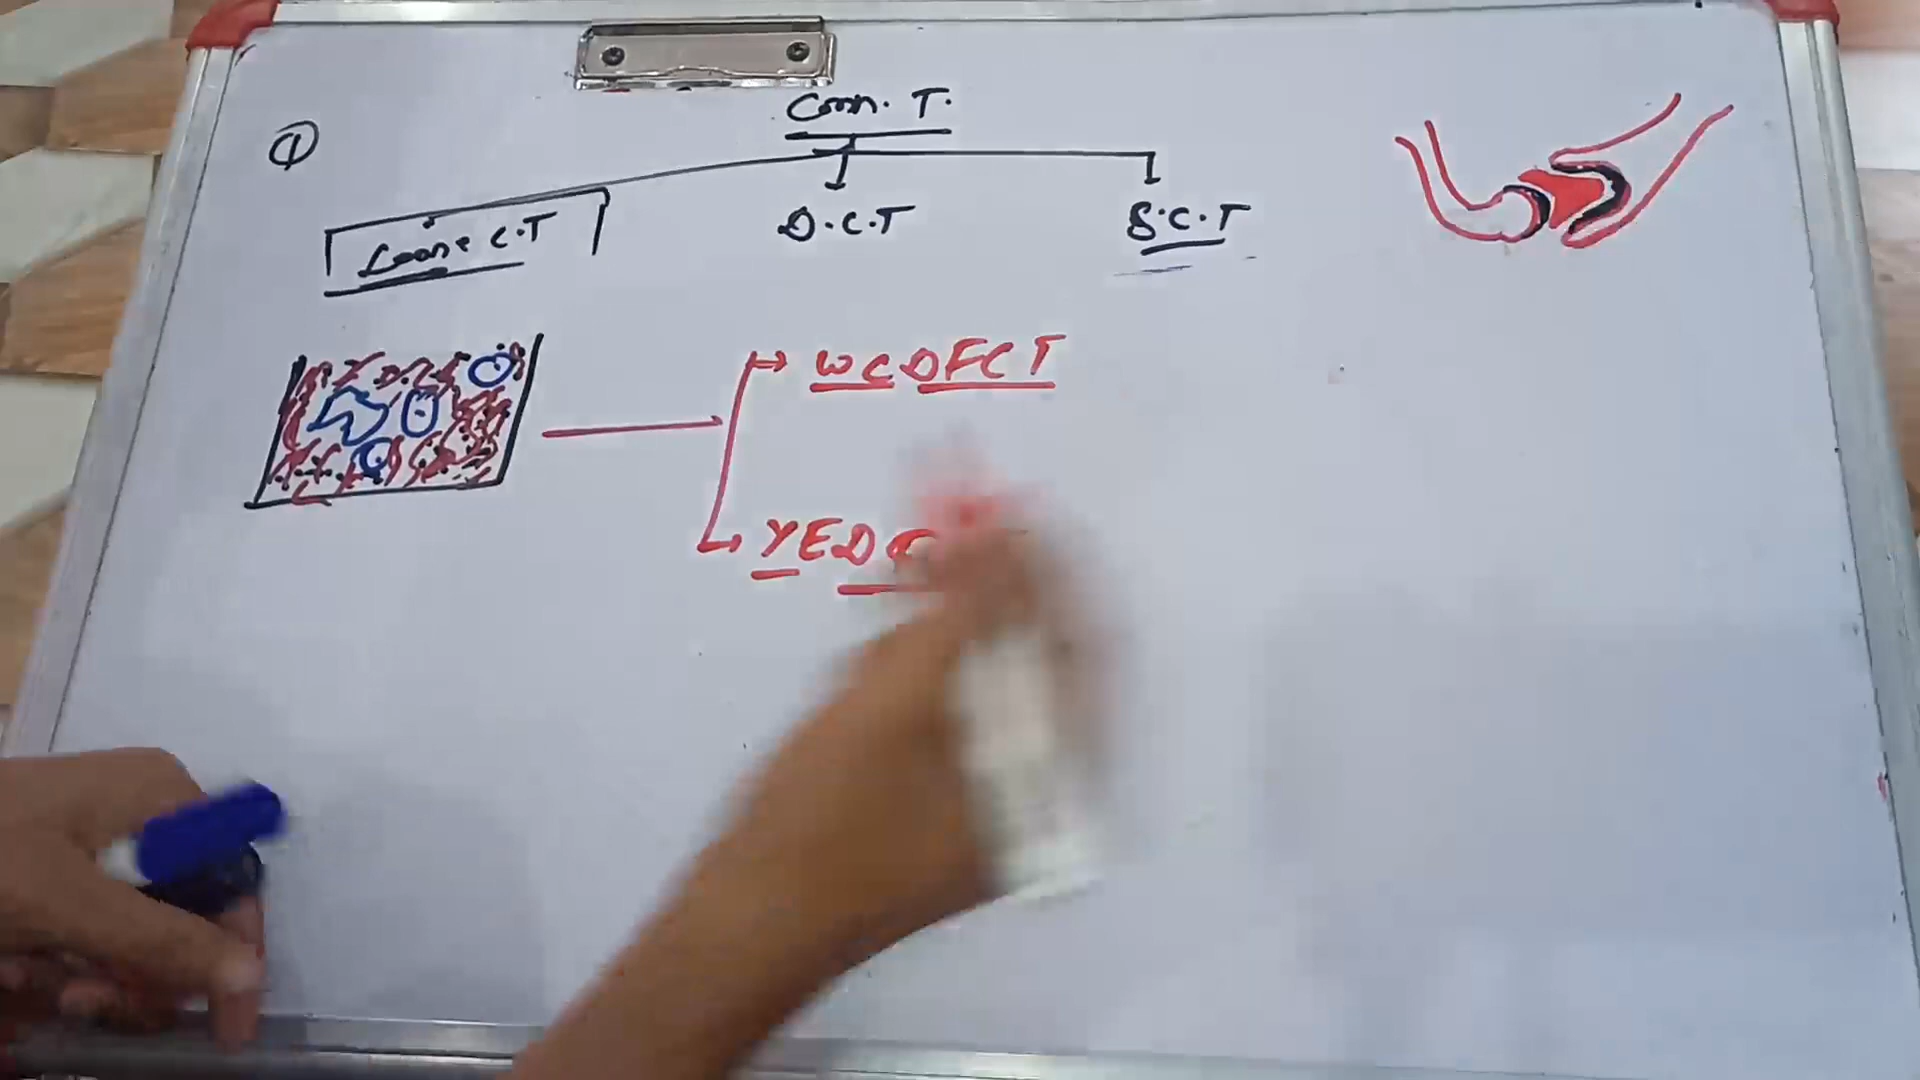 ①
Conn. T.
Loose C.T
D.C.T
S.C.T
WCDFCT
YED